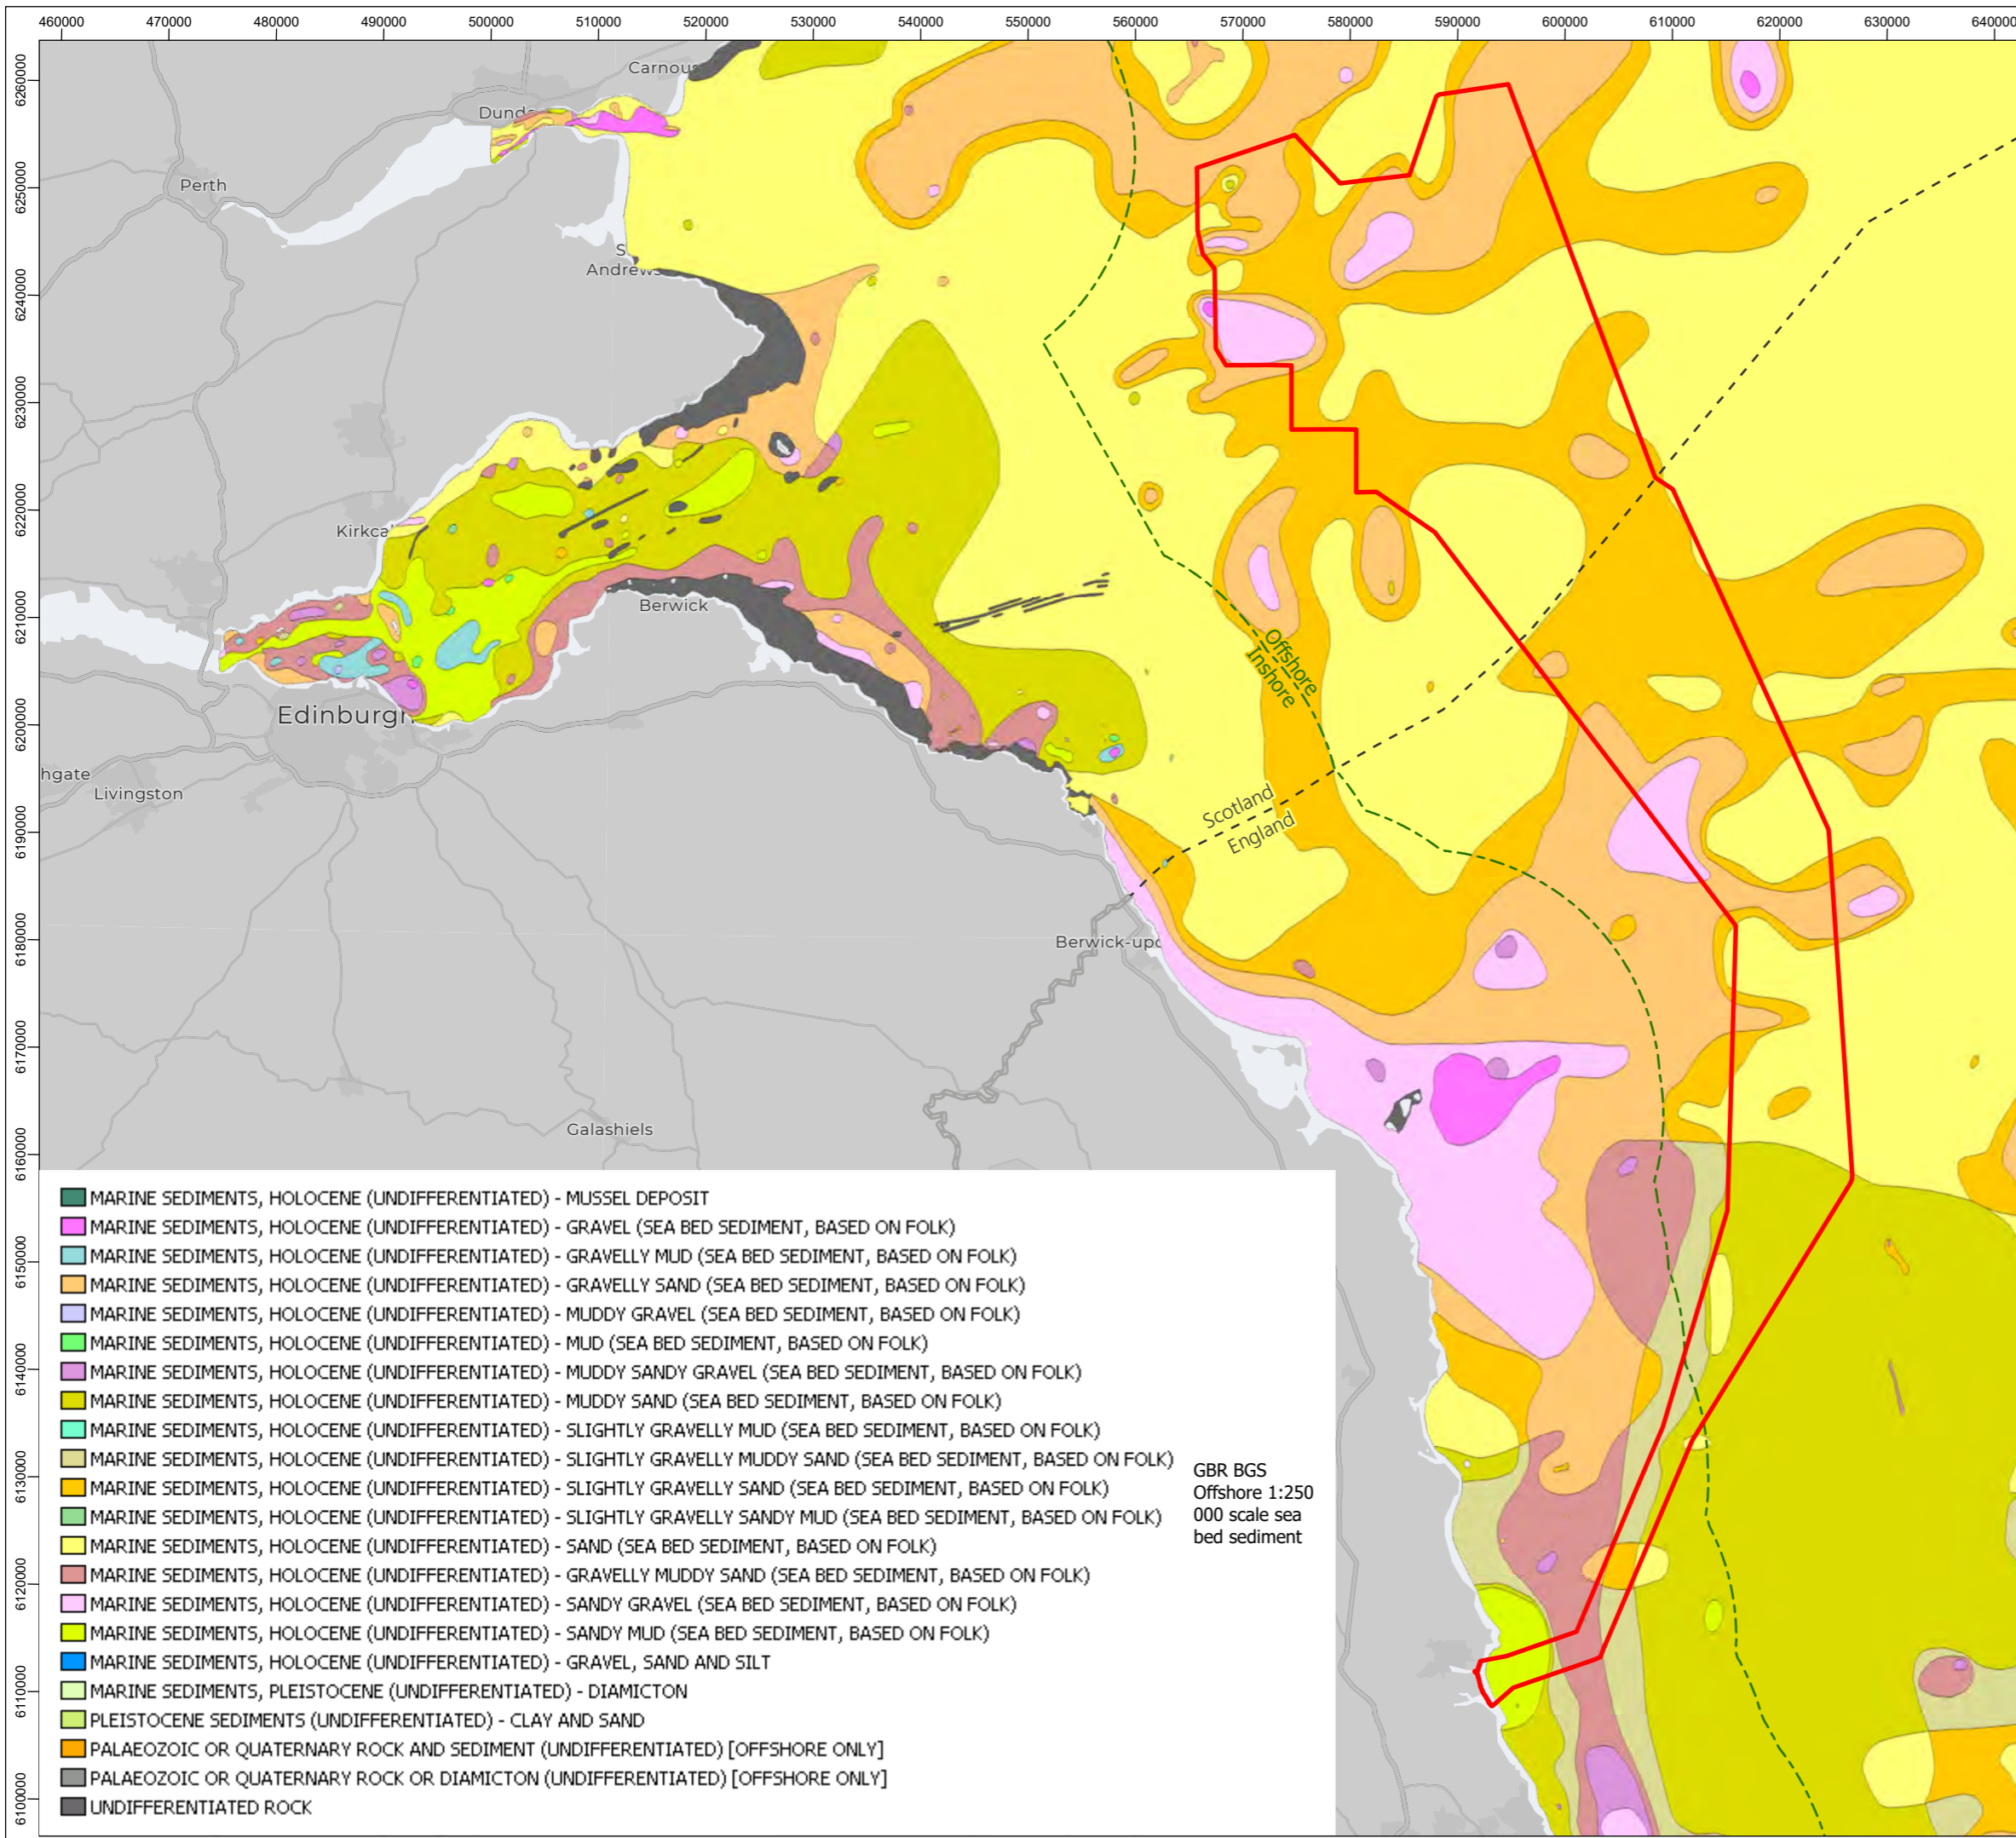 460000 470000 480000 490000 500000 510000 520000 530000 540000 550000 560000 570000 580000 590000 600000 610000 620000 630000 640000
6260000
6250000
6240000
6230000
6220000
6210000
6200000
6190000
6180000
6170000
6160000
6150000
6140000
6130000
6120000
6110000
6100000
Carnous
Dund
Perth
S
Andrews
Kirkca
Berwick
Edinburgh
hgate
Livingston
Offshore
Inshore
Scotland
England
Berwick-upo
Galashiels
MARINE SEDIMENTS, HOLOCENE (UNDIFFERENTIATED) - MUSSEL DEPOSIT
MARINE SEDIMENTS, HOLOCENE (UNDIFFERENTIATED) - GRAVEL (SEA BED SEDIMENT, BASED ON FOLK)
MARINE SEDIMENTS, HOLOCENE (UNDIFFERENTIATED) - GRAVELLY MUD (SEA BED SEDIMENT, BASED ON FOLK)
MARINE SEDIMENTS, HOLOCENE (UNDIFFERENTIATED) - GRAVELLY SAND (SEA BED SEDIMENT, BASED ON FOLK)
MARINE SEDIMENTS, HOLOCENE (UNDIFFERENTIATED) - MUDDY GRAVEL (SEA BED SEDIMENT, BASED ON FOLK)
MARINE SEDIMENTS, HOLOCENE (UNDIFFERENTIATED) - MUD (SEA BED SEDIMENT, BASED ON FOLK)
MARINE SEDIMENTS, HOLOCENE (UNDIFFERENTIATED) - MUDDY SANDY GRAVEL (SEA BED SEDIMENT, BASED ON FOLK)
MARINE SEDIMENTS, HOLOCENE (UNDIFFERENTIATED) - MUDDY SAND (SEA BED SEDIMENT, BASED ON FOLK)
MARINE SEDIMENTS, HOLOCENE (UNDIFFERENTIATED) - SLIGHTLY GRAVELLY MUD (SEA BED SEDIMENT, BASED ON FOLK)
MARINE SEDIMENTS, HOLOCENE (UNDIFFERENTIATED) - SLIGHTLY GRAVELLY MUDDY SAND (SEA BED SEDIMENT, BASED ON FOLK)
MARINE SEDIMENTS, HOLOCENE (UNDIFFERENTIATED) - SLIGHTLY GRAVELLY SAND (SEA BED SEDIMENT, BASED ON FOLK)
MARINE SEDIMENTS, HOLOCENE (UNDIFFERENTIATED) - SLIGHTLY GRAVELLY SANDY MUD (SEA BED SEDIMENT, BASED ON FOLK)
MARINE SEDIMENTS, HOLOCENE (UNDIFFERENTIATED) - SAND (SEA BED SEDIMENT, BASED ON FOLK)
MARINE SEDIMENTS, HOLOCENE (UNDIFFERENTIATED) - GRAVELLY MUDDY SAND (SEA BED SEDIMENT, BASED ON FOLK)
MARINE SEDIMENTS, HOLOCENE (UNDIFFERENTIATED) - SANDY GRAVEL (SEA BED SEDIMENT, BASED ON FOLK)
MARINE SEDIMENTS, HOLOCENE (UNDIFFERENTIATED) - SANDY MUD (SEA BED SEDIMENT, BASED ON FOLK)
MARINE SEDIMENTS, HOLOCENE (UNDIFFERENTIATED) - GRAVEL, SAND AND SILT
MARINE SEDIMENTS, PLEISTOCENE (UNDIFFERENTIATED) - DIAMICTON
PLEISTOCENE SEDIMENTS (UNDIFFERENTIATED) - CLAY AND SAND
PALAEOZOIC OR QUATERNARY ROCK AND SEDIMENT (UNDIFFERENTIATED) [OFFSHORE ONLY]
PALAEOZOIC OR QUATERNARY ROCK OR DIAMICTON (UNDIFFERENTIATED) [OFFSHORE ONLY]
UNDIFFERENTIATED ROCK
GBR BGS
Offshore 1:250
000 scale sea
bed sediment